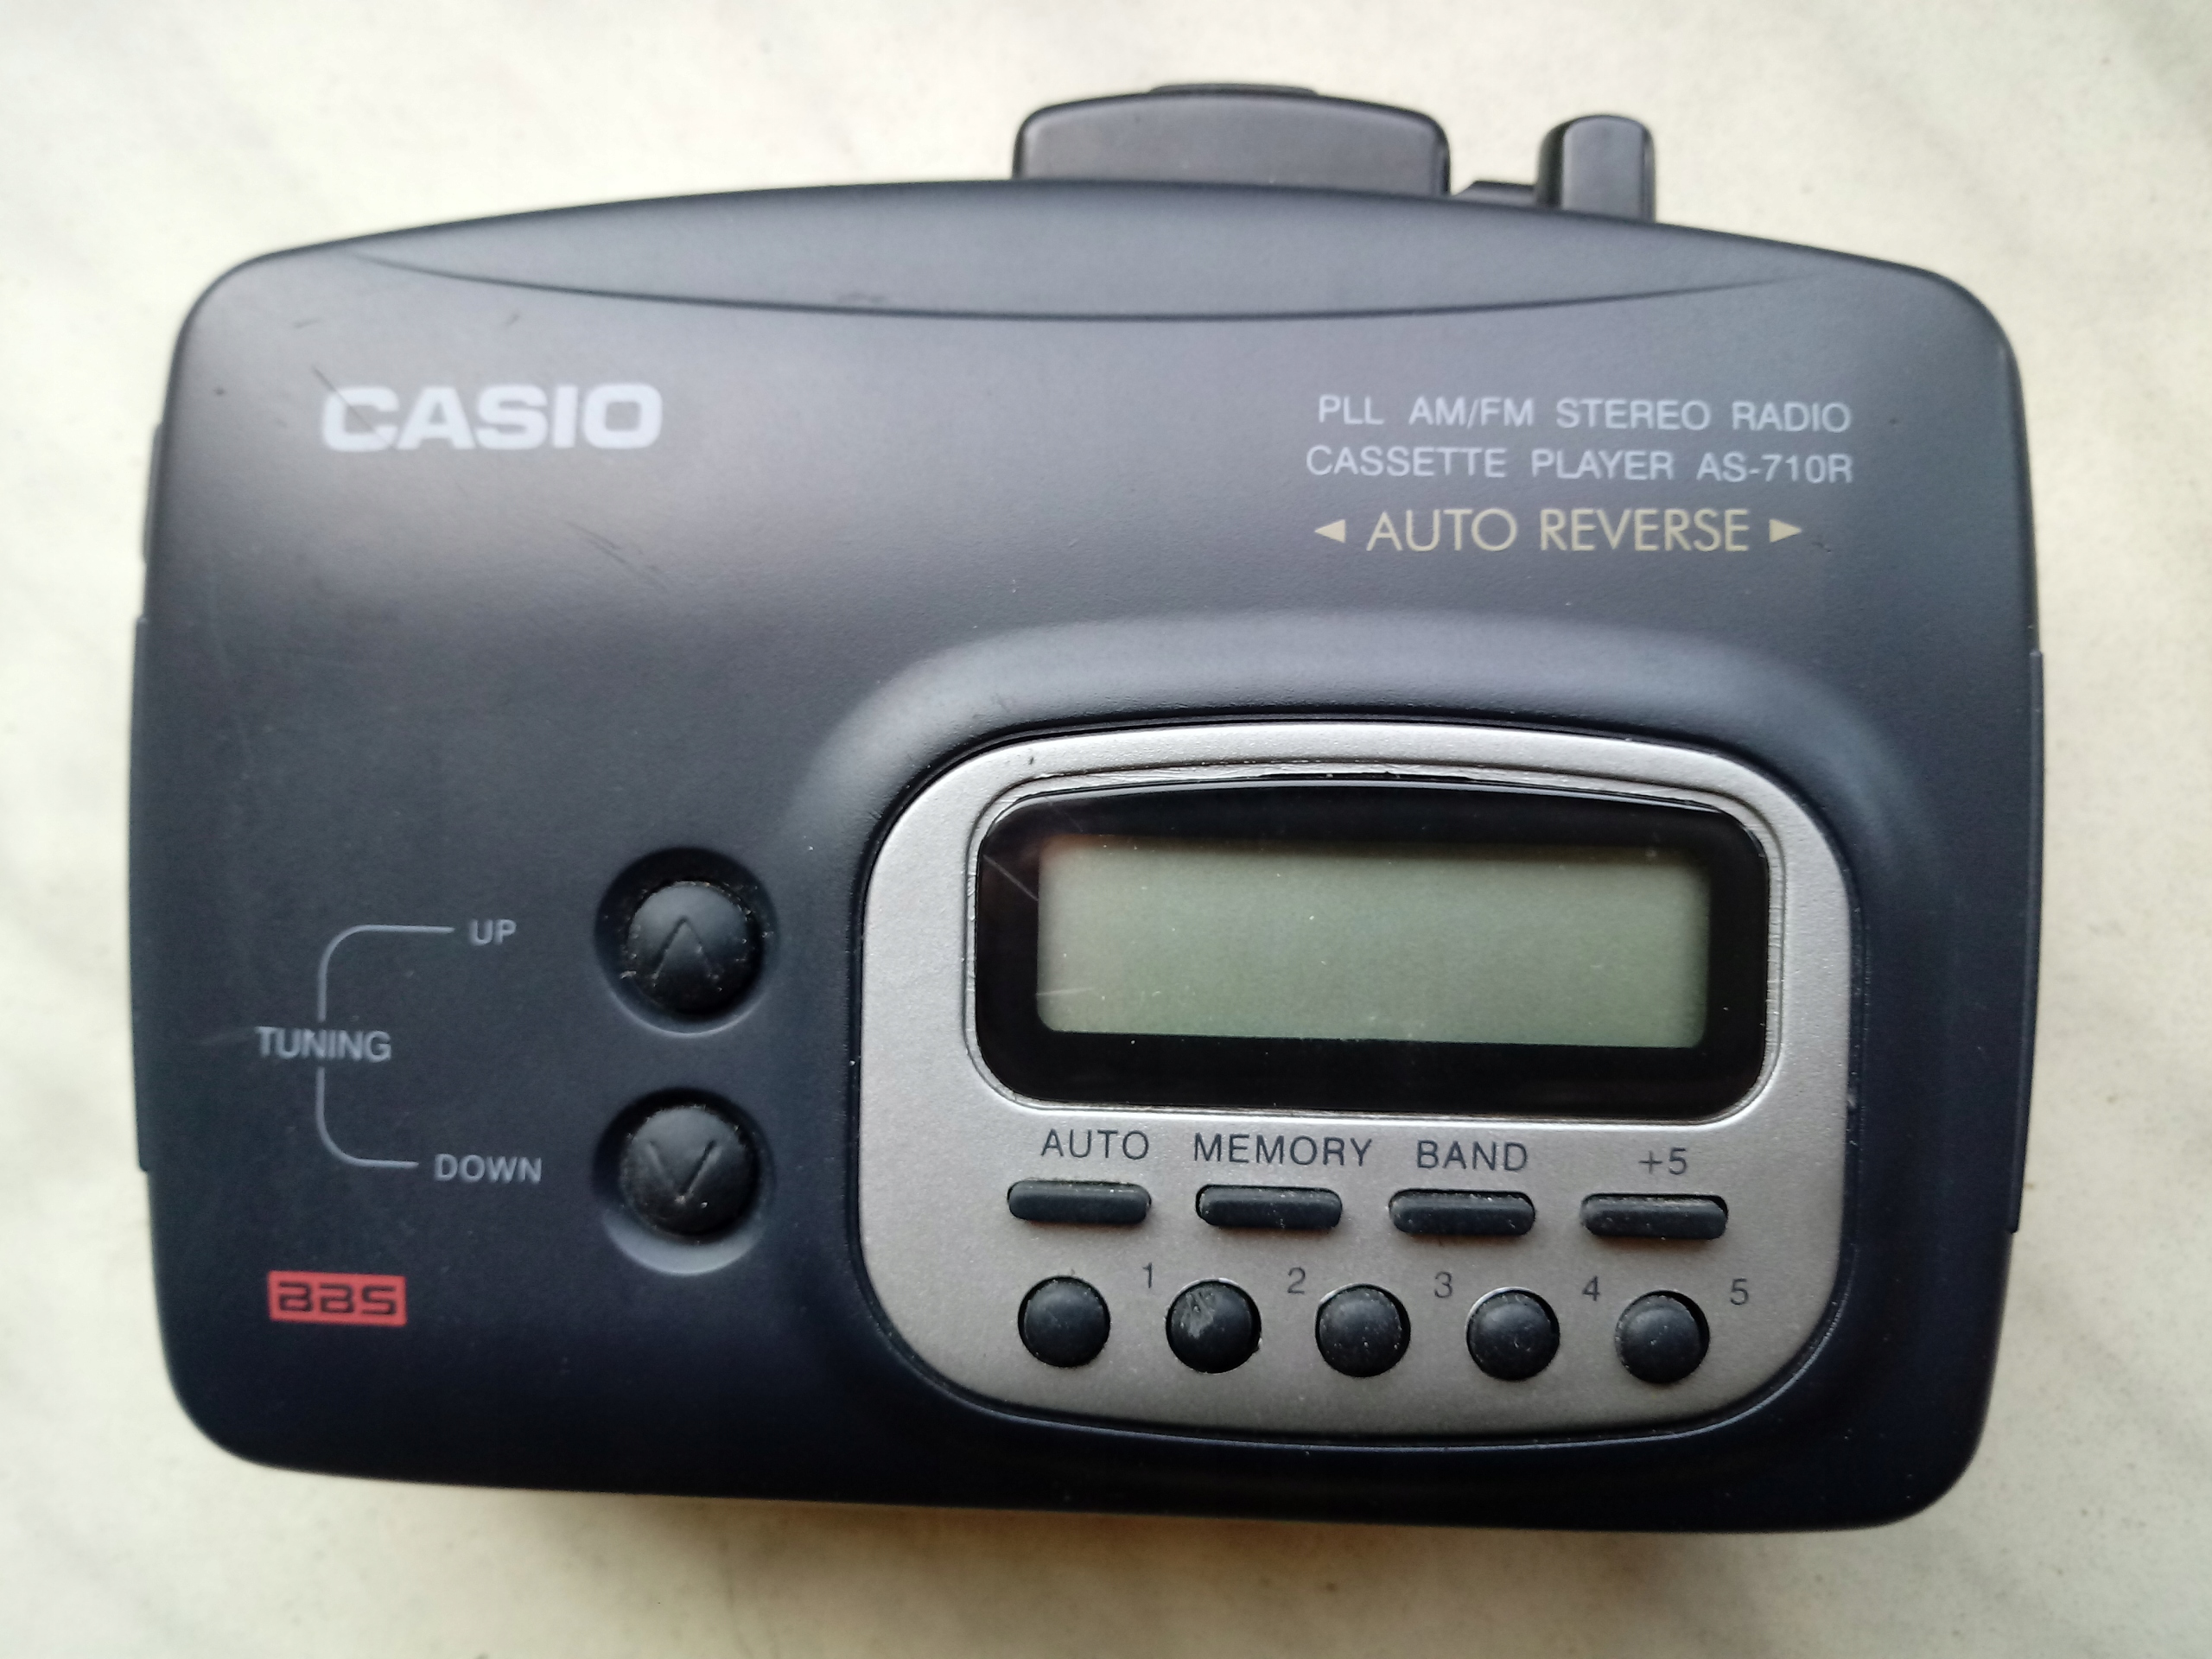 CASIO
PLL AM/FM STEREO RADIO
CASSETTE PLAYER AS-710R
◄ AUTO REVERSE ►
UP
TUNING
DOWN
BBS
AUTO MEMORY BAND +5
1 2 3 4 5